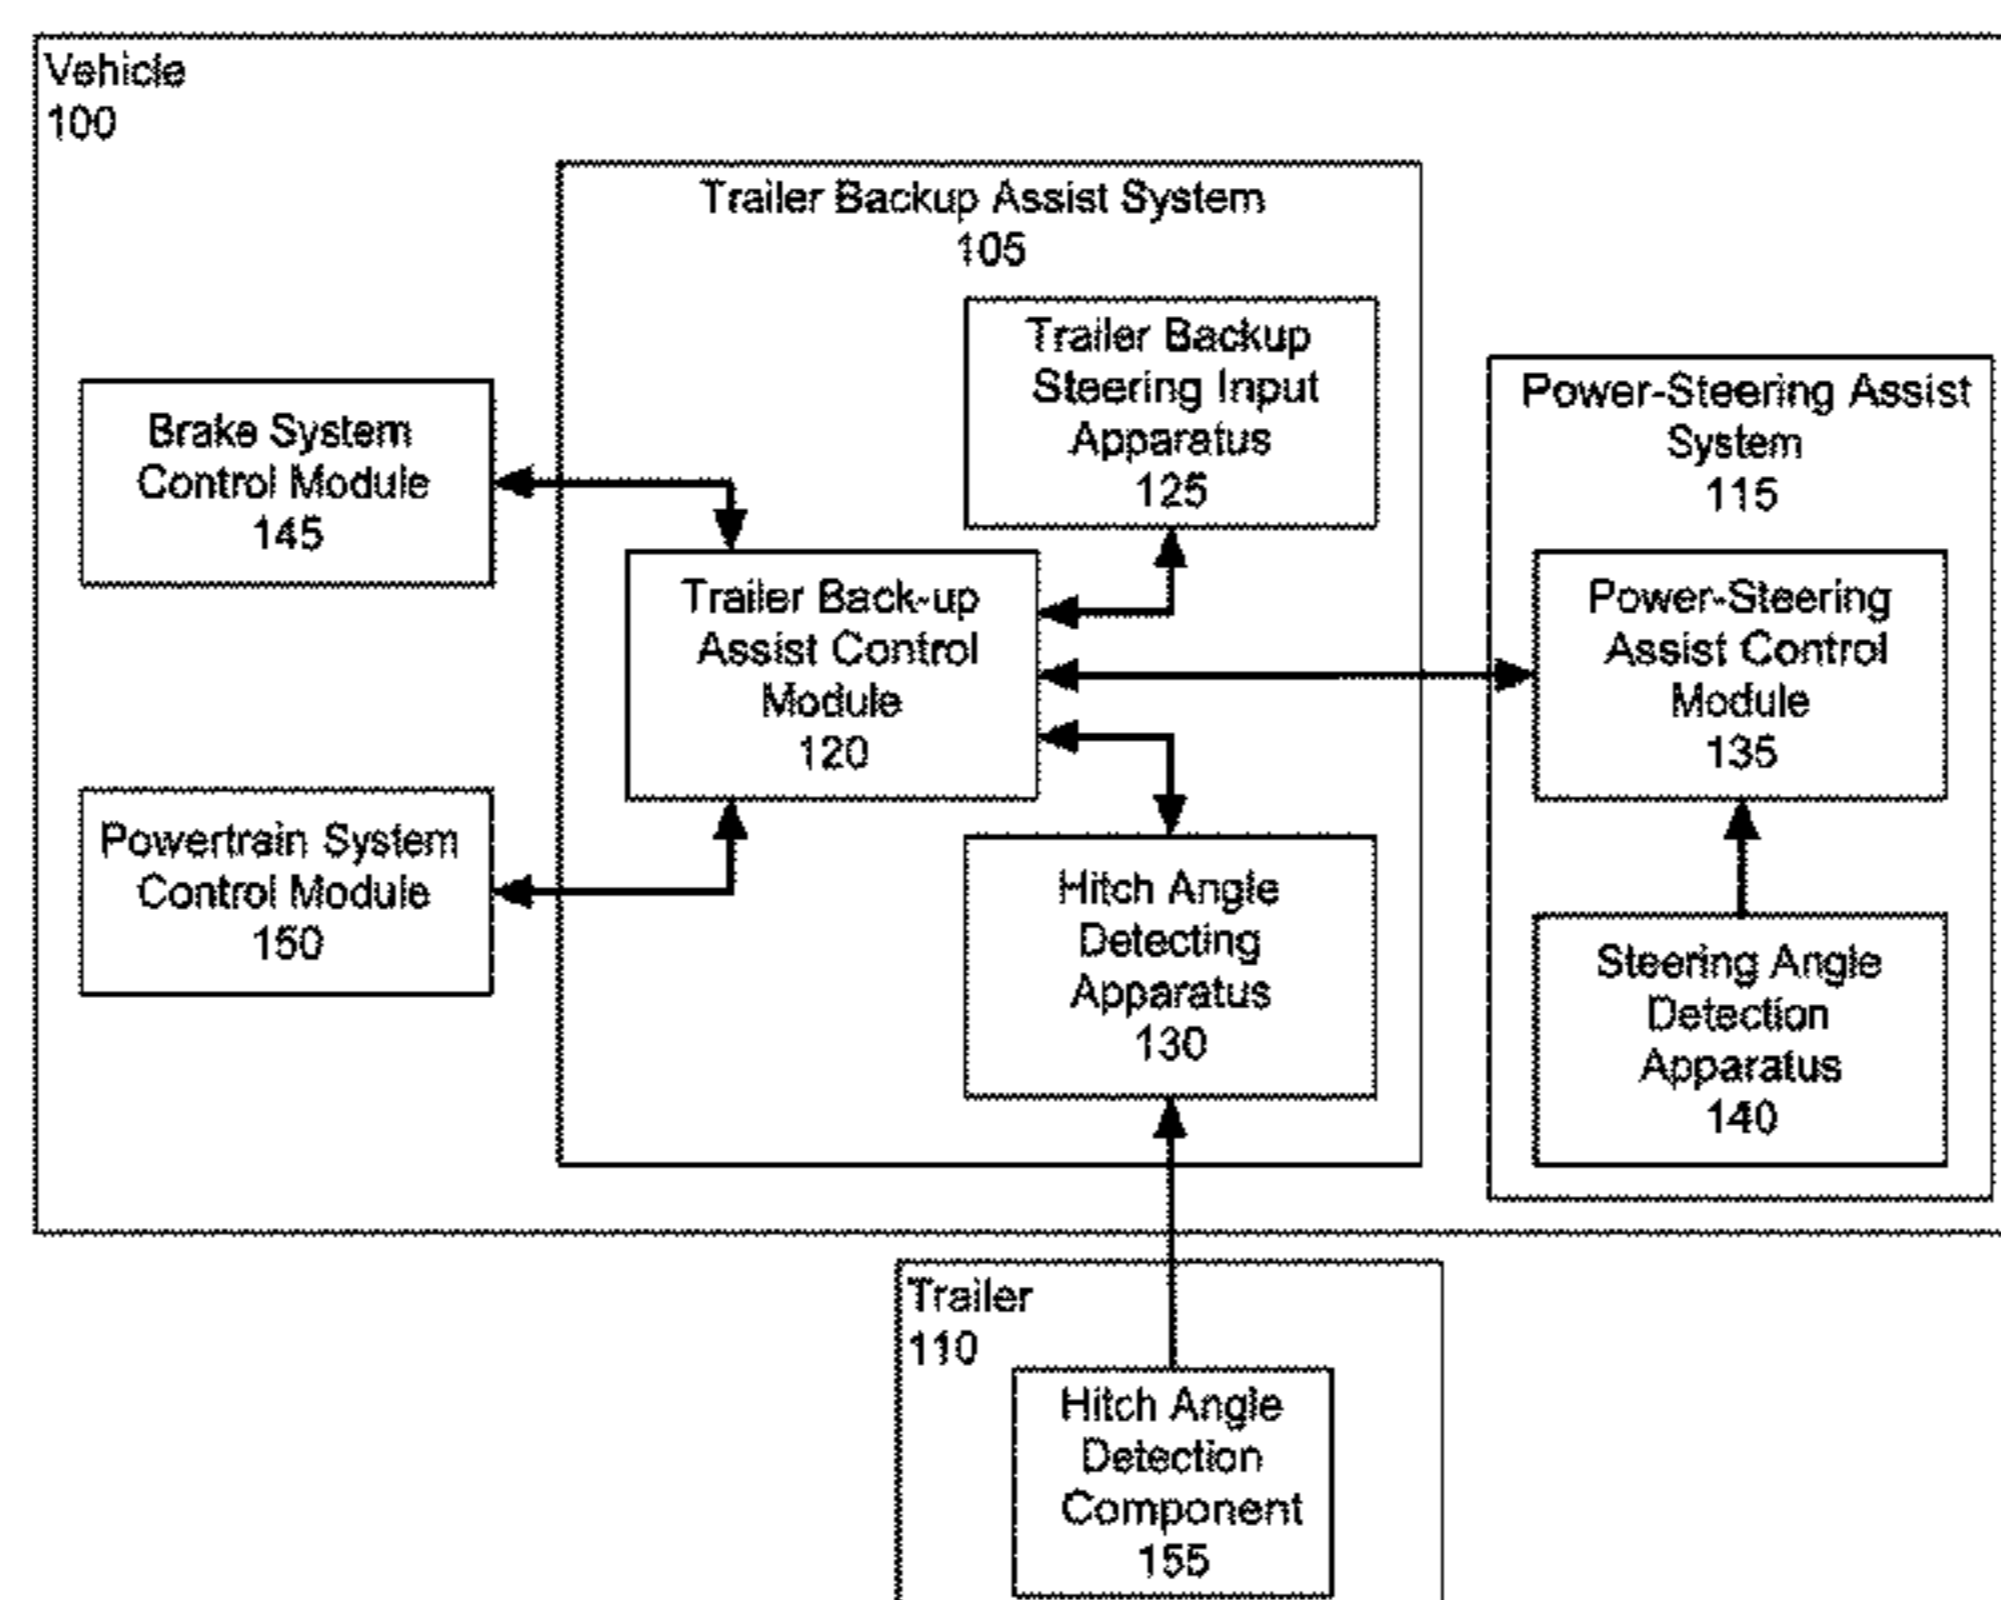 Vehicle
100
Trailer Backup Assist System
105
Trailer Backup
Steering Input
Apparatus
125
Power-Steering Assist
System
115
Brake System
Control Module
145
Trailer Back-up
Assist Control
Module
120
Power-Steering
Assist Control
Module
135
Powertrain System
Control Module
150
Hitch Angle
Detecting
Apparatus
130
Steering Angle
Detection
Apparatus
140
Trailer
110
Hitch Angle
Detection
Component
155